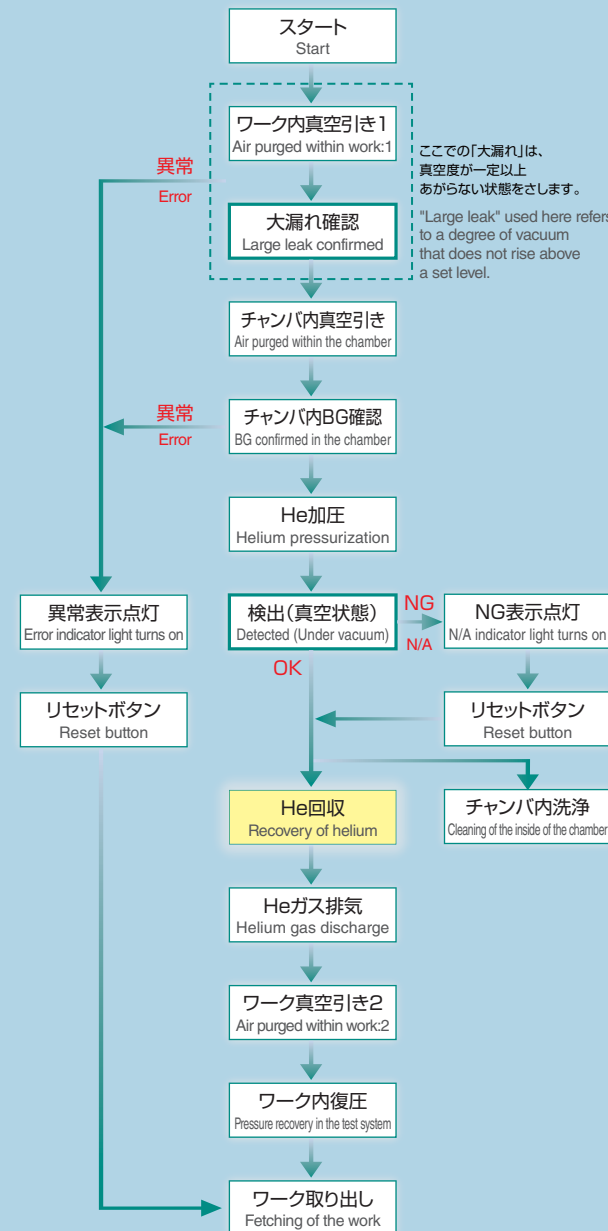 スタート
Start
ワーク内真空引き1
Air purged within work:1
ここでの「大漏れ」は、
真空度が一定以上
あがらない状態をさします。
"Large leak" used here refers
to a degree of vacuum
that does not rise above
a set level.
異常
Error
大漏れ確認
Large leak confirmed
チャンバ内真空引き
Air purged within the chamber
異常
Error
チャンバ内BG確認
BG confirmed in the chamber
He加圧
Helium pressurization
異常表示点灯
Error indicator light turns on
検出(真空状態)
Detected (Under vacuum)
NG
N/A
NG表示点灯
N/A indicator light turns on
OK
リセットボタン
Reset button
リセットボタン
Reset button
He回収
Recovery of helium
チャンバ内洗浄
Cleaning of the inside of the chamber
Heガス排気
Helium gas discharge
ワーク真空引き2
Air purged within work:2
ワーク内復圧
Pressure recovery in the test system
ワーク取り出し
Fetching of the work